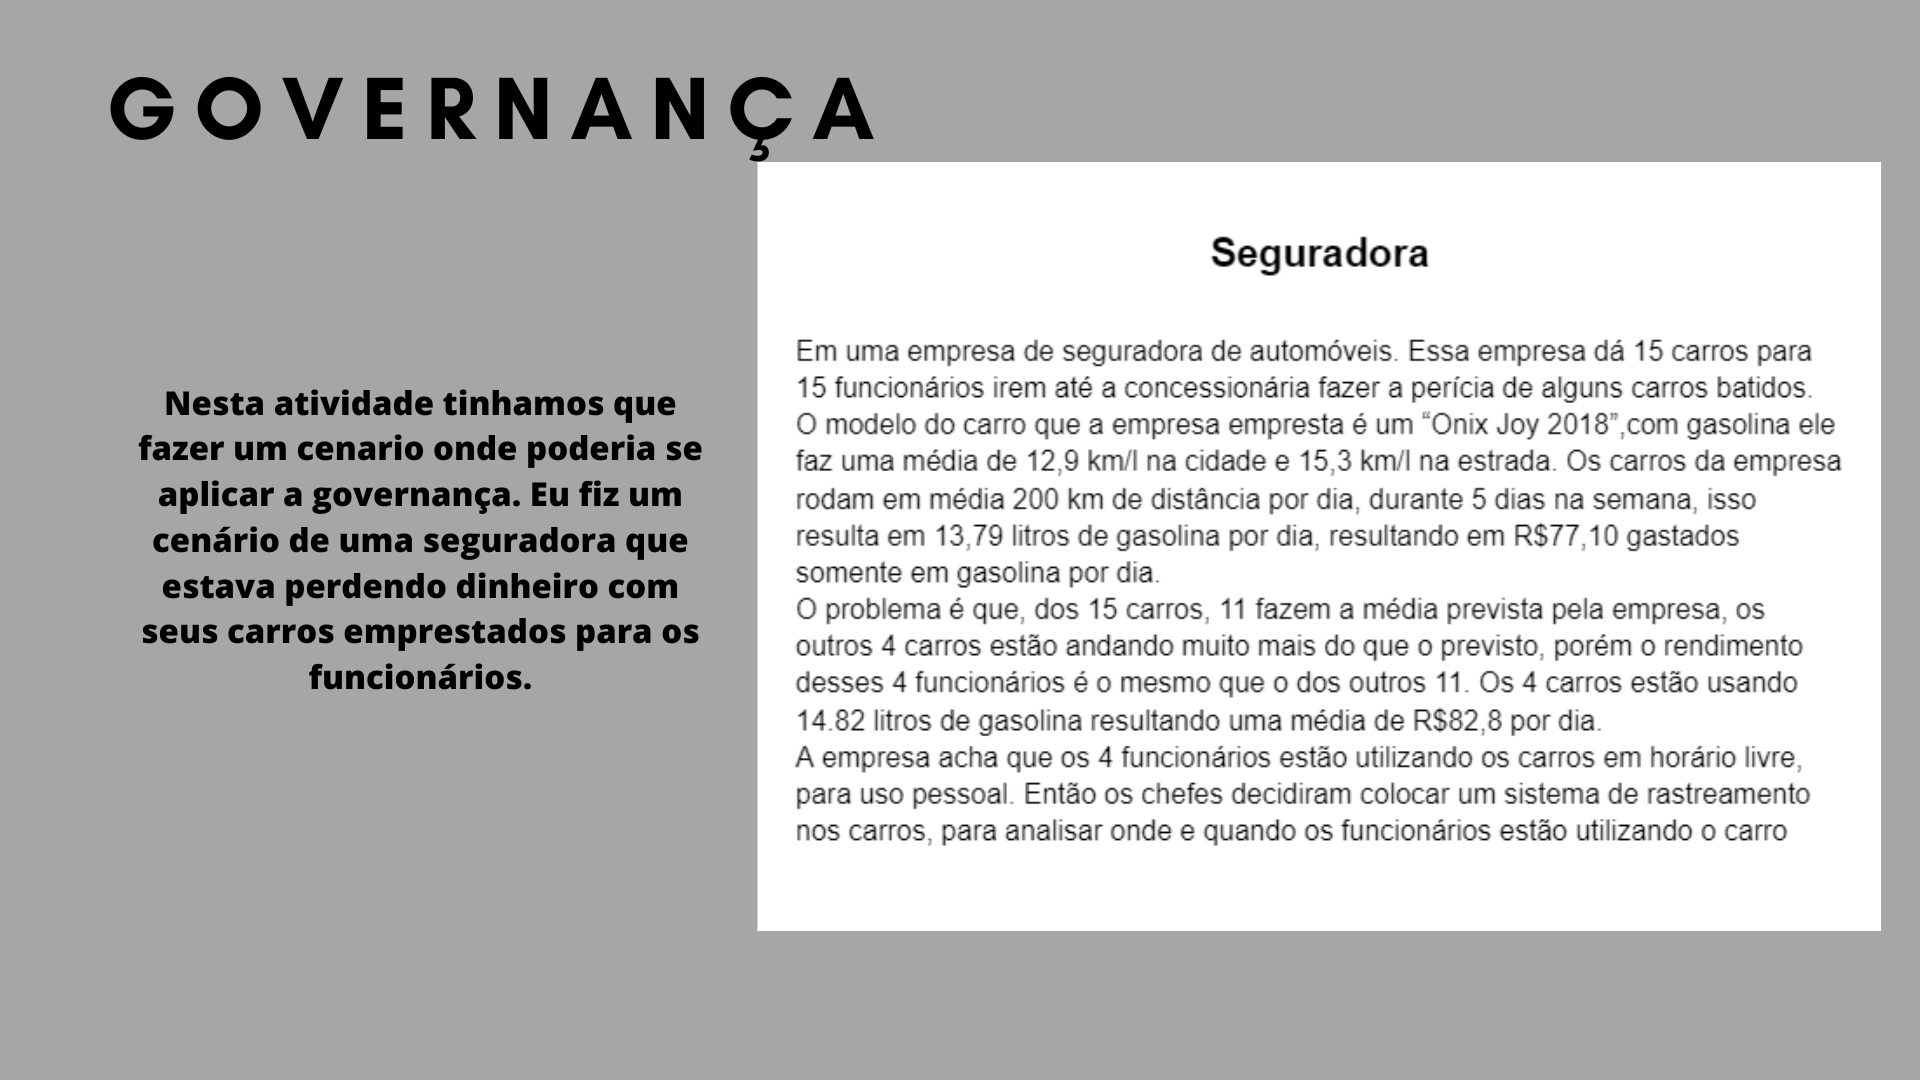 GOVERNANÇA
Nesta atividade tinhamos que
fazer um cenario onde poderia se
aplicar a governança. Eu fiz um
cenário de uma seguradora que
estava perdendo dinheiro com
seus carros emprestados para os
funcionários.
Seguradora
Em uma empresa de seguradora de automóveis. Essa empresa dá 15 carros para
15 funcionários irem até a concessionária fazer a perícia de alguns carros batidos.
O modelo do carro que a empresa empresta é um “Onix Joy 2018”,com gasolina ele
faz uma média de 12,9 km/l na cidade e 15,3 km/l na estrada. Os carros da empresa
rodam em média 200 km de distância por dia, durante 5 dias na semana, isso
resulta em 13,79 litros de gasolina por dia, resultando em R$77,10 gastados
somente em gasolina por dia.
O problema é que, dos 15 carros, 11 fazem a média prevista pela empresa, os
outros 4 carros estão andando muito mais do que o previsto, porém o rendimento
desses 4 funcionários é o mesmo que o dos outros 11. Os 4 carros estão usando
14.82 litros de gasolina resultando uma média de R$82,8 por dia.
A empresa acha que os 4 funcionários estão utilizando os carros em horário livre,
para uso pessoal. Então os chefes decidiram colocar um sistema de rastreamento
nos carros, para analisar onde e quando os funcionários estão utilizando o carro